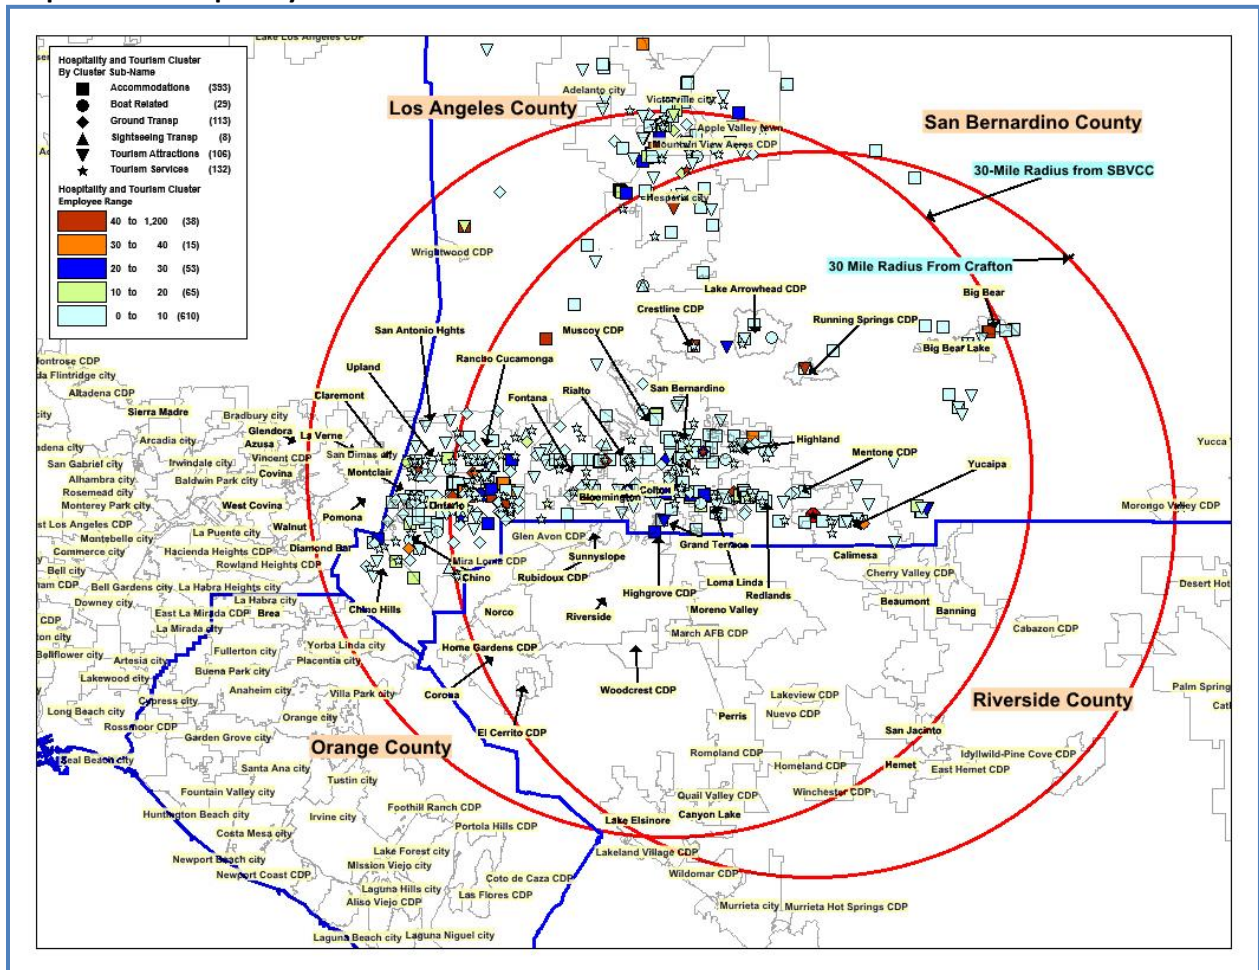 Lake Los Angeles CDP
Hospitality and Tourism Cluster
By Cluster Sub-Name
Accommodations (393)
Boat Related (29)
Ground Transp (113)
Sightseeing Transp (8)
Tourism Attractions (106)
Tourism Services (132)
Hospitality and Tourism Cluster
Employee Range
40 to 1,200 (38)
30 to 40 (15)
20 to 30 (53)
10 to 20 (65)
0 to 10 (610)
Los Angeles County
San Bernardino County
30-Mile Radius from SBVCC
30 Mile Radius From Crafton
Adelanto city
Victorville city
Apple Valley town
Mountain View Acres CDP
Hesperia city
Wrightwood CDP
Lake Arrowhead CDP
Crestline CDP
Running Springs CDP
Big Bear
Big Bear Lake
San Antonio Hghts
Muscoy CDP
Rancho Cucamonga
Upland
Claremont
Fontana
Rialto
San Bernardino
Highland
Mentone CDP
Yucaipa
Yucca
Morongo Valley CDP
Montrose CDP
da Flintridge city
Altadena CDP
Sierra Madre
Bradbury city
Glendora
Azusa
La Verne
San Dimas city
Arcadia city
Vincent CDP
Irwindale city
Covina
Montclair
San Gabriel city
Alhambra city
Baldwin Park city
Rosemead city
Monterey Park city
West Covina
Pomona
Ontario
Bloomington
Colton
st Los Angeles CDP
La Puente city
Walnut
Montebello city
Commerce city
Hacienda Heights CDP
Diamond Bar
Rowland Heights CDP
Glen Avon CDP
Sunnyslope
Grand Terrace
Calimesa
Mira Loma CDP
Chino
Rubidoux CDP
Loma Linda
Redlands
Cherry Valley CDP
Bell city
Bell Gardens city
La Habra Heights city
Downey city
La Habra city
Chino Hills
Norco
Highgrove CDP
Moreno Valley
Beaumont
Banning
Desert Hot
CDP
East La Mirada CDP
Brea
La Mirada city
Riverside
March AFB CDP
Cabazon CDP
Bellflower city
Artesia city
Fullerton city
Yorba Linda city
Placentia city
Home Gardens CDP
Lakewood city
Buena Park city
Cypress city
Anaheim city
Villa Park city
Corona
Woodcrest CDP
Lakeview CDP
Nuevo CDP
Riverside County
Palm Spring
Long Beach city
Rossmoor CDP
Orange city
Garden Grove city
El Cerrito CDP
Perris
San Jacinto
Orange County
Seal Beach city
Santa Ana city
Tustin city
Romoland CDP
Homeland CDP
Hemet
East Hemet CDP
Idyllwild-Pine Cove CDP
Fountain Valley city
Quail Valley CDP
Winchester CDP
Huntington Beach city
Irvine city
Foothill Ranch CDP
Portola Hills CDP
Lake Elsinore
Canyon Lake
Costa Mesa city
Newport Beach city
Lake Forest city
Mission Viejo city
Lakeland Village CDP
Wildomar CDP
Newport Coast CDP
Coto de Caza CDP
Laguna Hills city
Las Flores CDP
Aliso Viejo CDP
Murrieta city
Murrieta Hot Springs CDP
Laguna Beach city
Laguna Niguel city